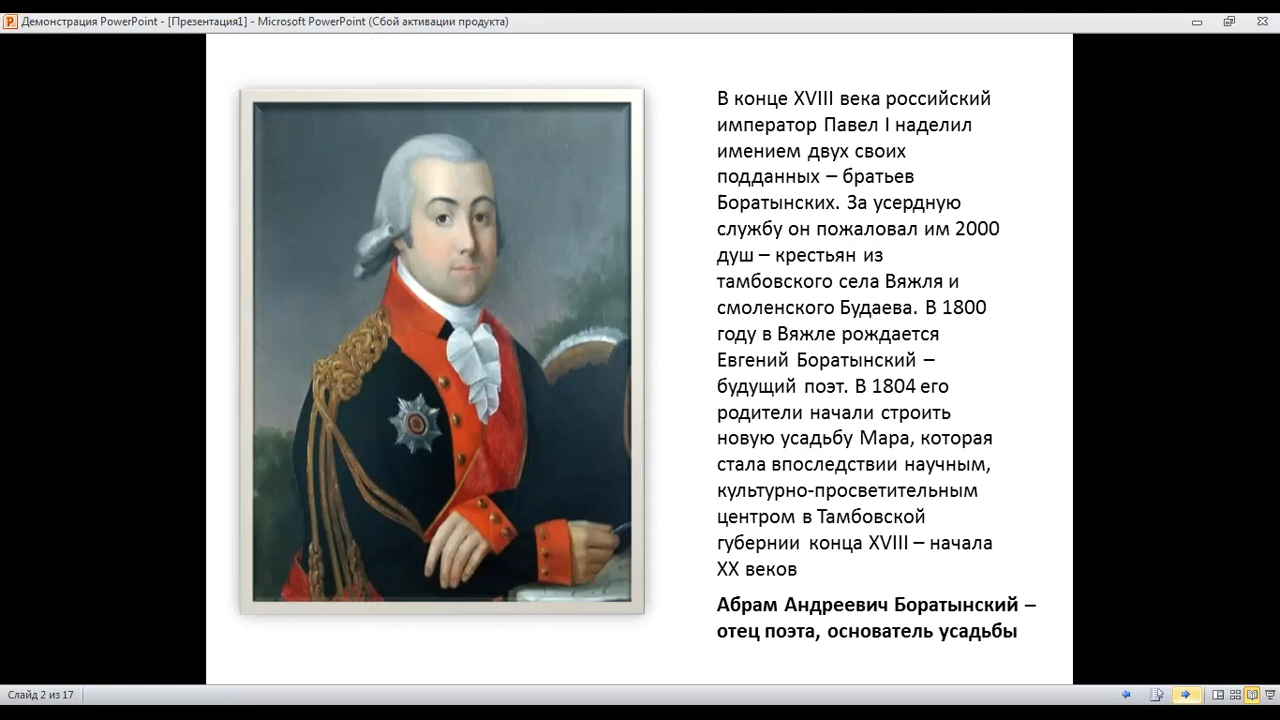 Демонстрация PowerPoint - [Презентация1] - Microsoft PowerPoint (Сбой активации продукта)
В конце XVIII века российский
император Павел I наделил
имением двух своих
подданных – братьев
Боратынских. За усердную
службу он пожаловал им 2000
душ – крестьян из
тамбовского села Вяжля и
смоленского Будаева. В 1800
году в Вяжле рождается
Евгений Боратынский –
будущий поэт. В 1804 его
родители начали строить
новую усадьбу Мара, которая
стала впоследствии научным,
культурно-просветительным
центром в Тамбовской
губернии конца XVIII – начала
XX веков
Абрам Андреевич Боратынский –
отец поэта, основатель усадьбы
Слайд 2 из 17